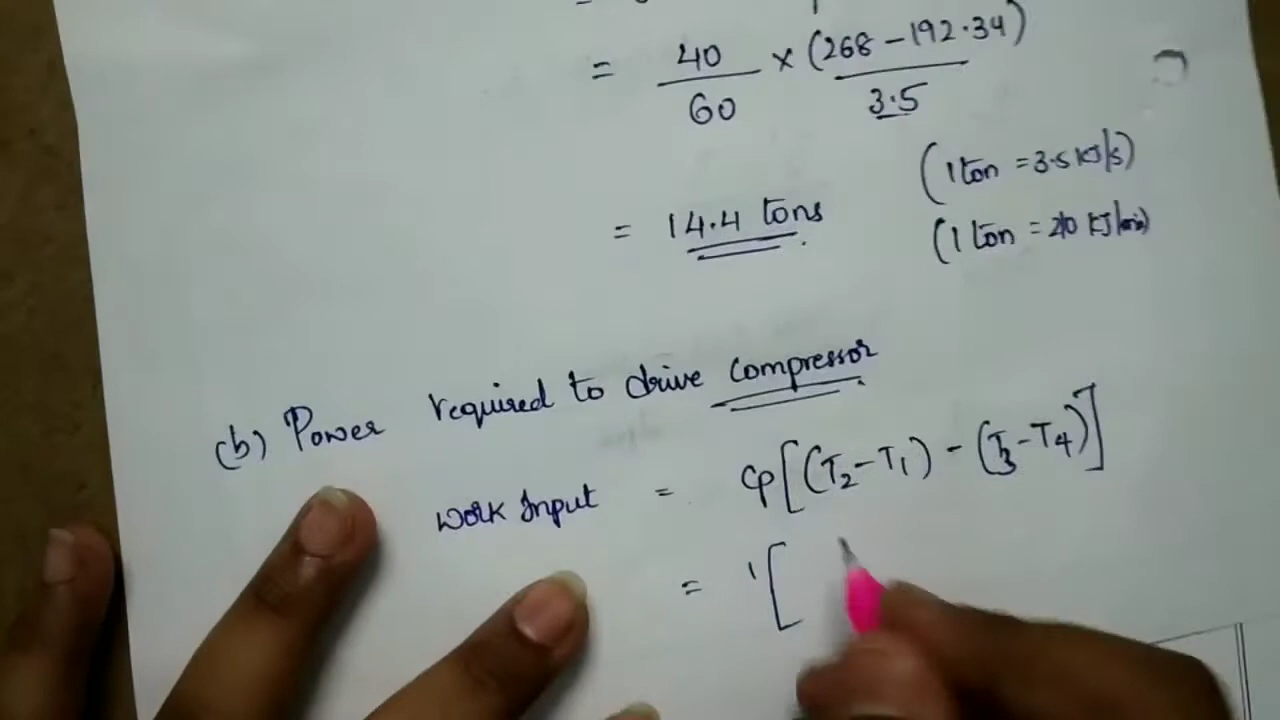 = 40/60 × (268 - 192.34)/3.5
= 14.4 tons
(1 ton = 3.5 KJ/s)
(1 ton = 210 KJ/min)
(b) Power required to drive compressor
Work Input = Cp[(T2 - T1) - (T3 - T4)]
= 1[